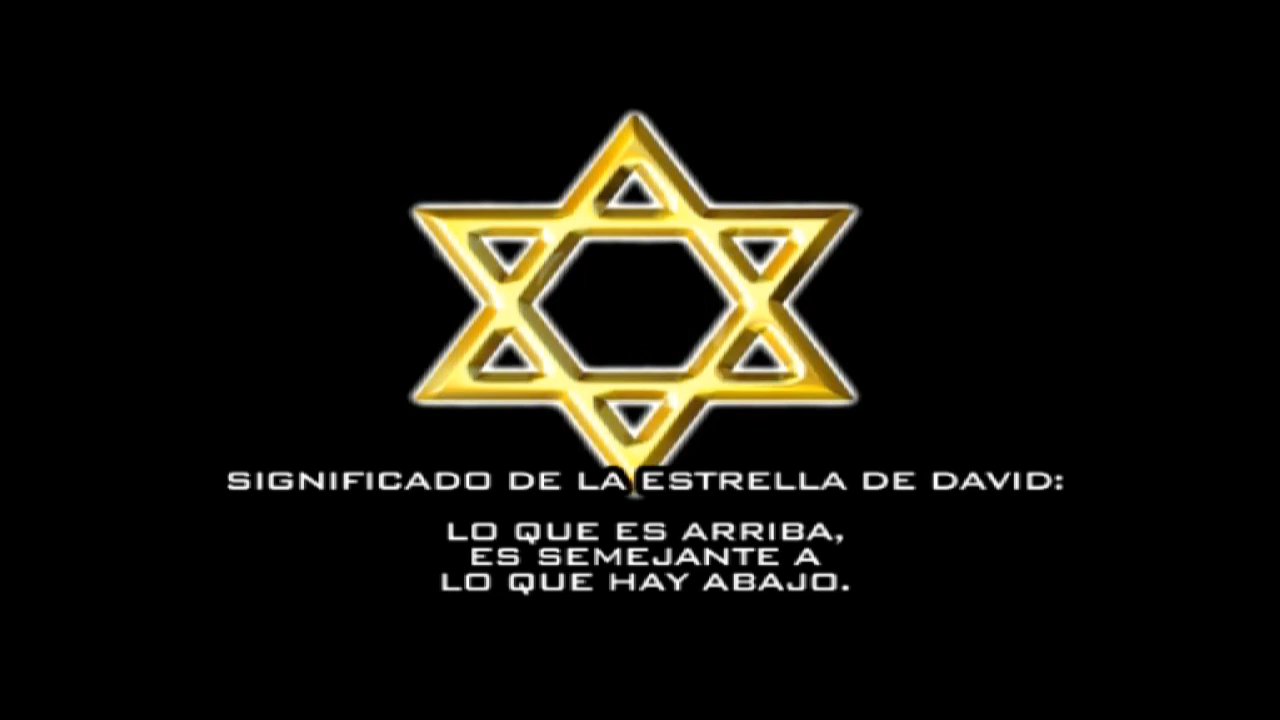 SIGNIFICADO DE LA ESTRELLA DE DAVID:
LO QUE ES ARRIBA,
ES SEMEJANTE A
LO QUE HAY ABAJO.